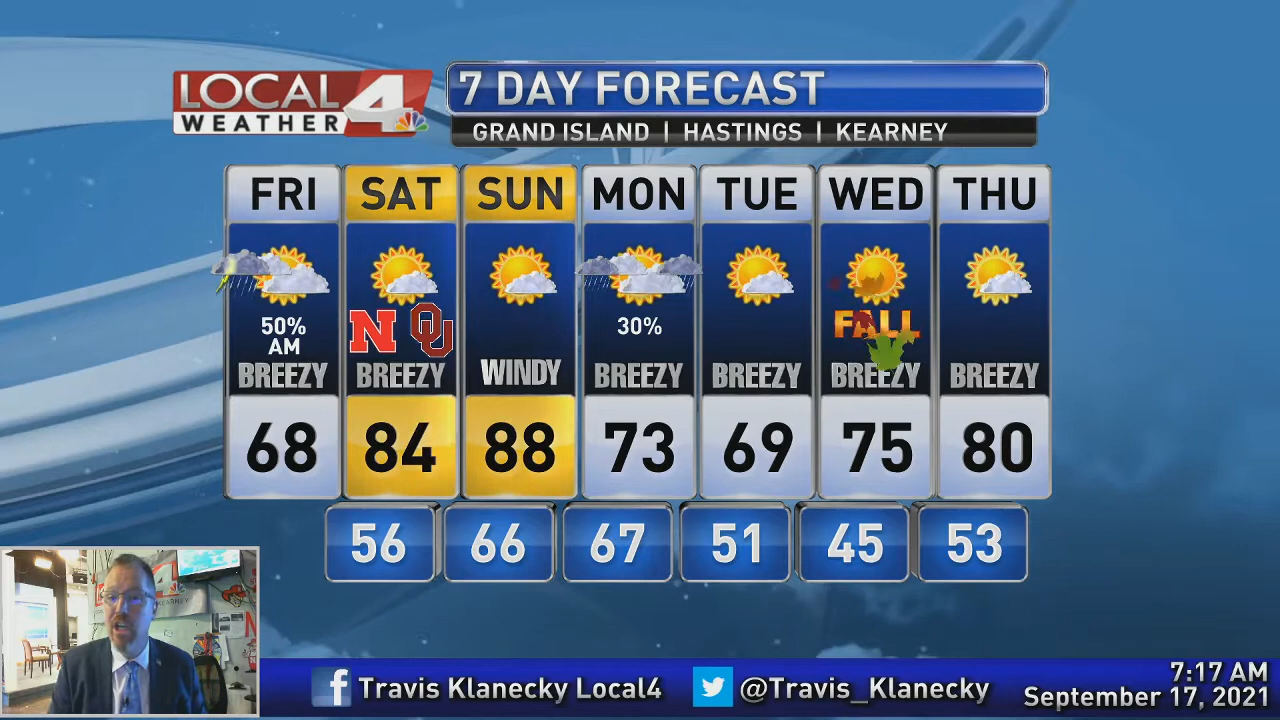 LOCAL 4
WEATHER
7 DAY FORECAST
GRAND ISLAND | HASTINGS | KEARNEY
FRI SAT SUN MON TUE WED THU
50% AM
N OU
30%
FALL
BREEZY BREEZY WINDY BREEZY BREEZY BREEZY BREEZY
68 84 88 73 69 75 80
56 66 67 51 45 53
4
KEARNEY
N
Travis Klanecky Local4
@Travis_Klanecky
7:17 AM
September 17, 2021